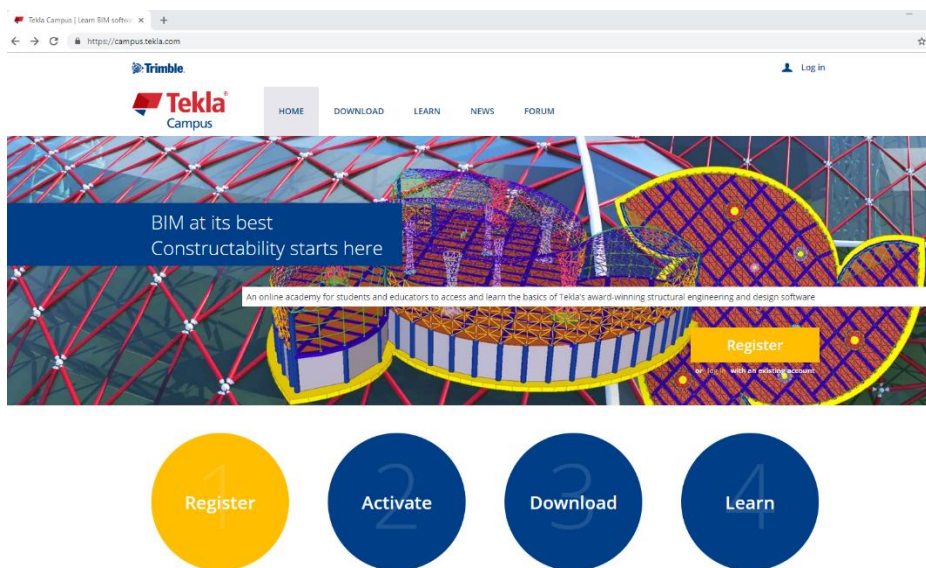 Tekla Campus | Learn BIM softwa
https://campus.tekla.com
Trimble.
Log in
Tekla®
Campus
HOME DOWNLOAD LEARN NEWS FORUM
BIM at its best
Constructability starts here
An online academy for students and educators to access and learn the basics of Tekla's award-winning structural engineering and design software
Register
or log in with an existing account
1 2 3 4
Register Activate Download Learn